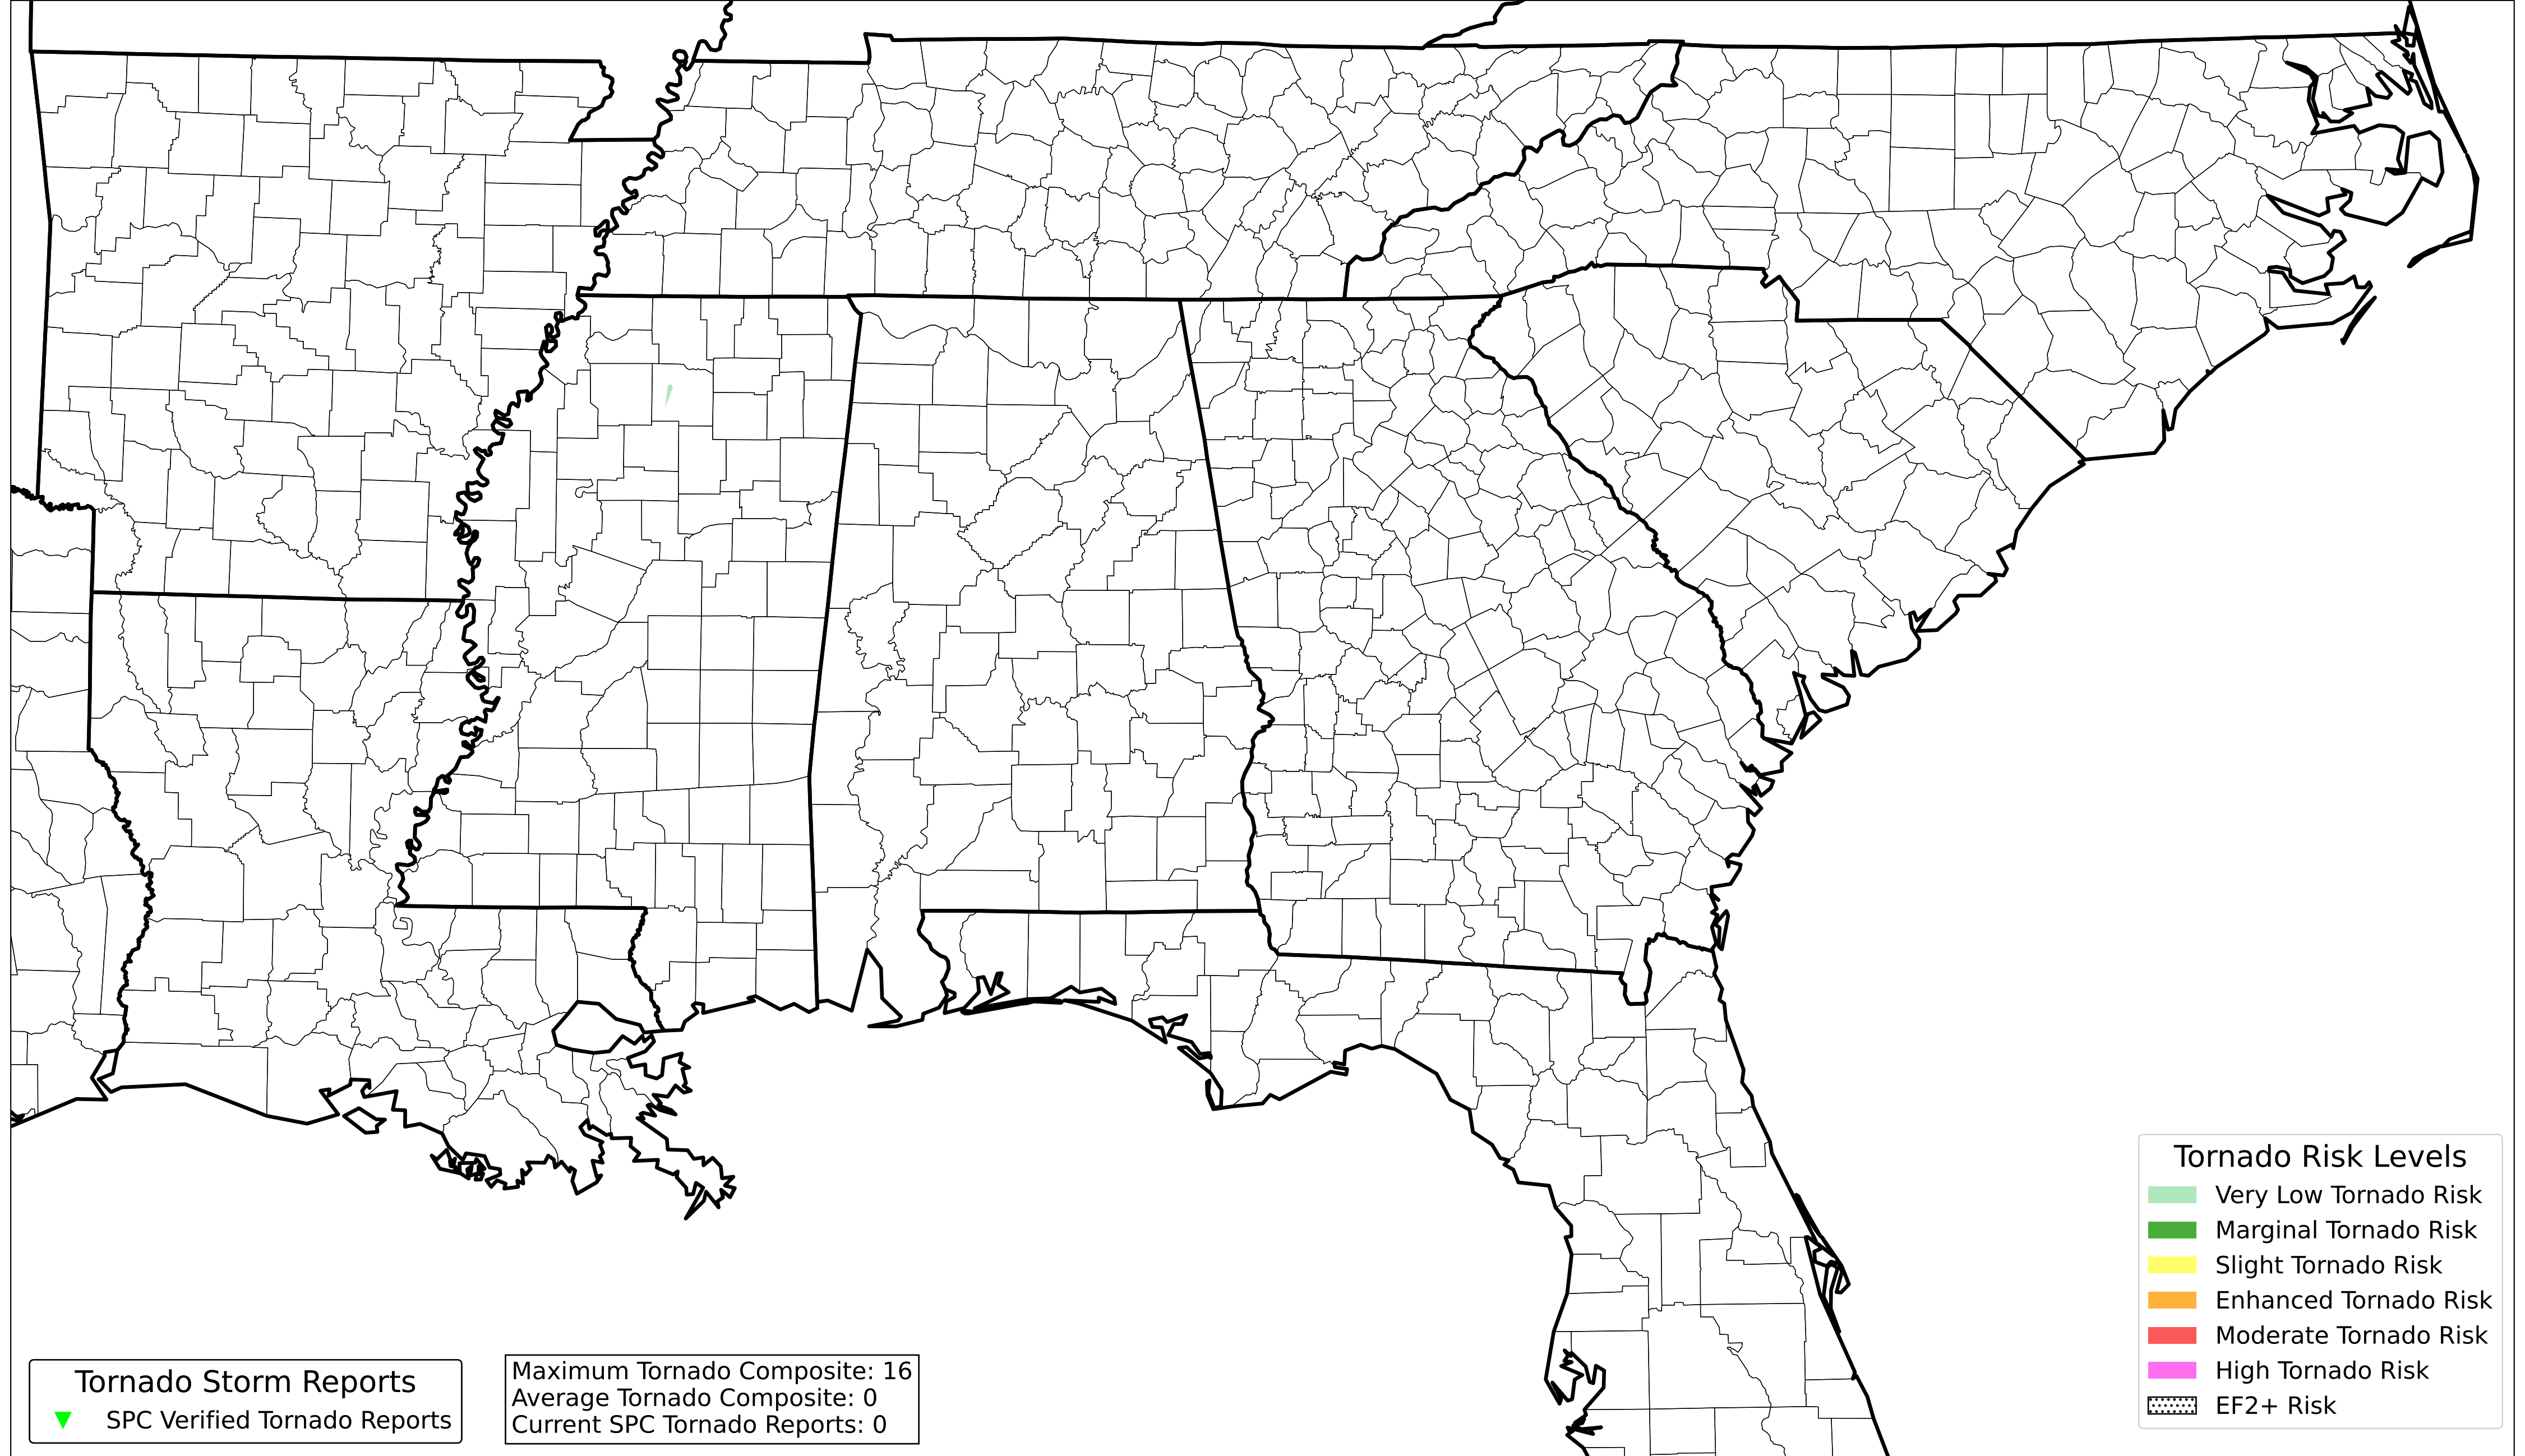 Tornado Risk Levels
Very Low Tornado Risk
Marginal Tornado Risk
Slight Tornado Risk
Enhanced Tornado Risk
Moderate Tornado Risk
High Tornado Risk
EF2+ Risk
Tornado Storm Reports
SPC Verified Tornado Reports
Maximum Tornado Composite: 16
Average Tornado Composite: 0
Current SPC Tornado Reports: 0